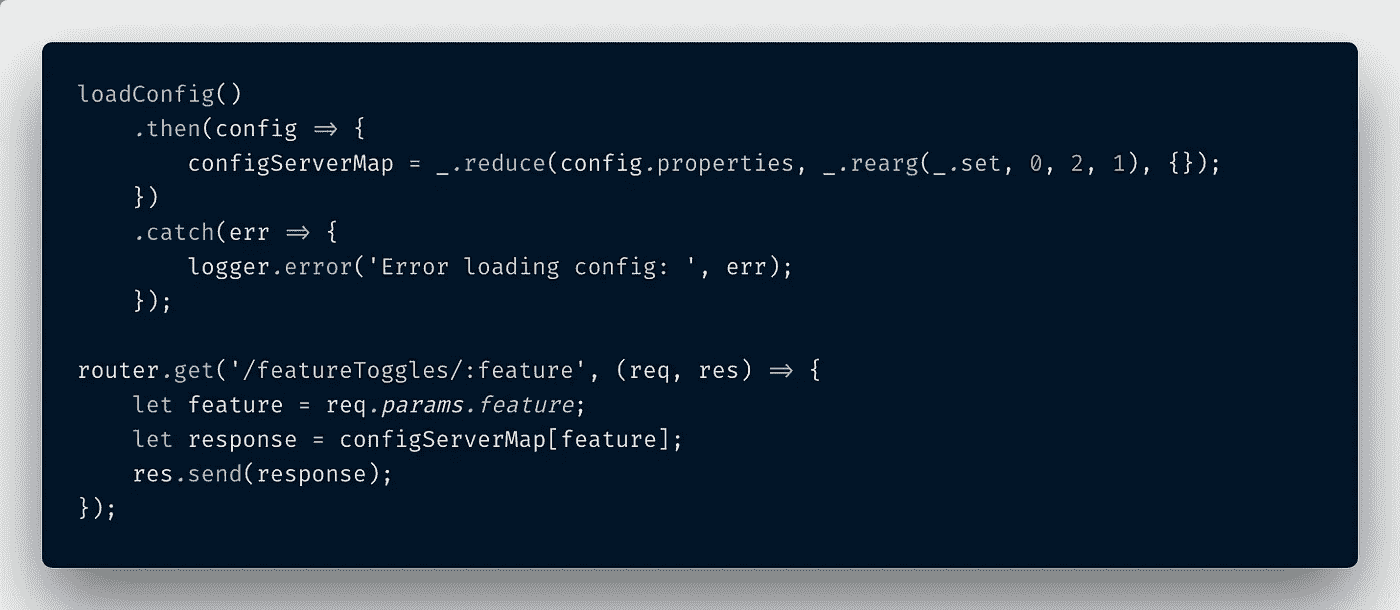 loadConfig()
    .then(config => {
        configServerMap = _.reduce(config.properties, _.rearg(_.set, 0, 2, 1), {});
    })
    .catch(err => {
        logger.error('Error loading config: ', err);
    });

router.get('/featureToggles/:feature', (req, res) => {
    let feature = req.params.feature;
    let response = configServerMap[feature];
    res.send(response);
});